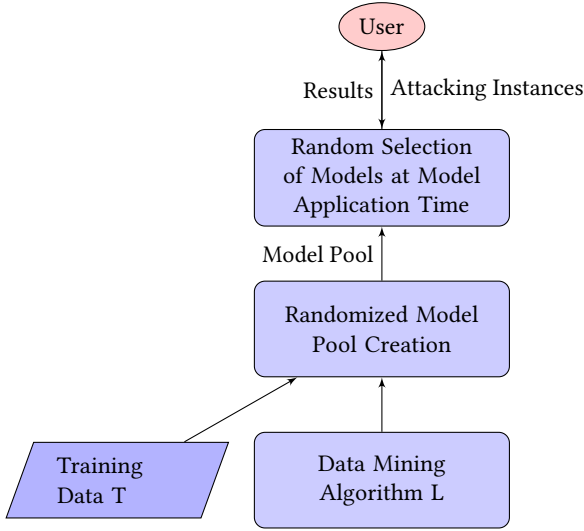 User
Results
Attacking Instances
Random Selection
of Models at Model
Application Time
Model Pool
Randomized Model
Pool Creation
Training
Data T
Data Mining
Algorithm L